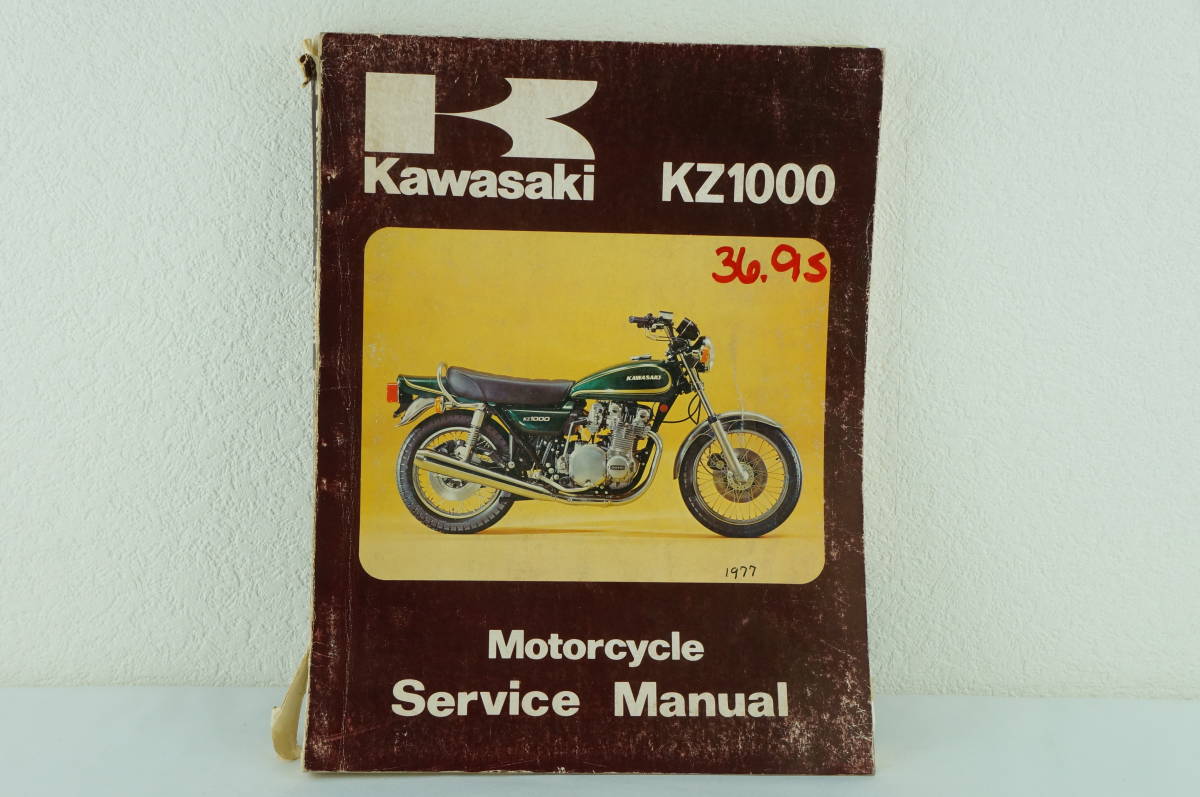 Kawasaki KZ1000
36.95
KAWASAKI
KZ1000
1977
Motorcycle
Service Manual